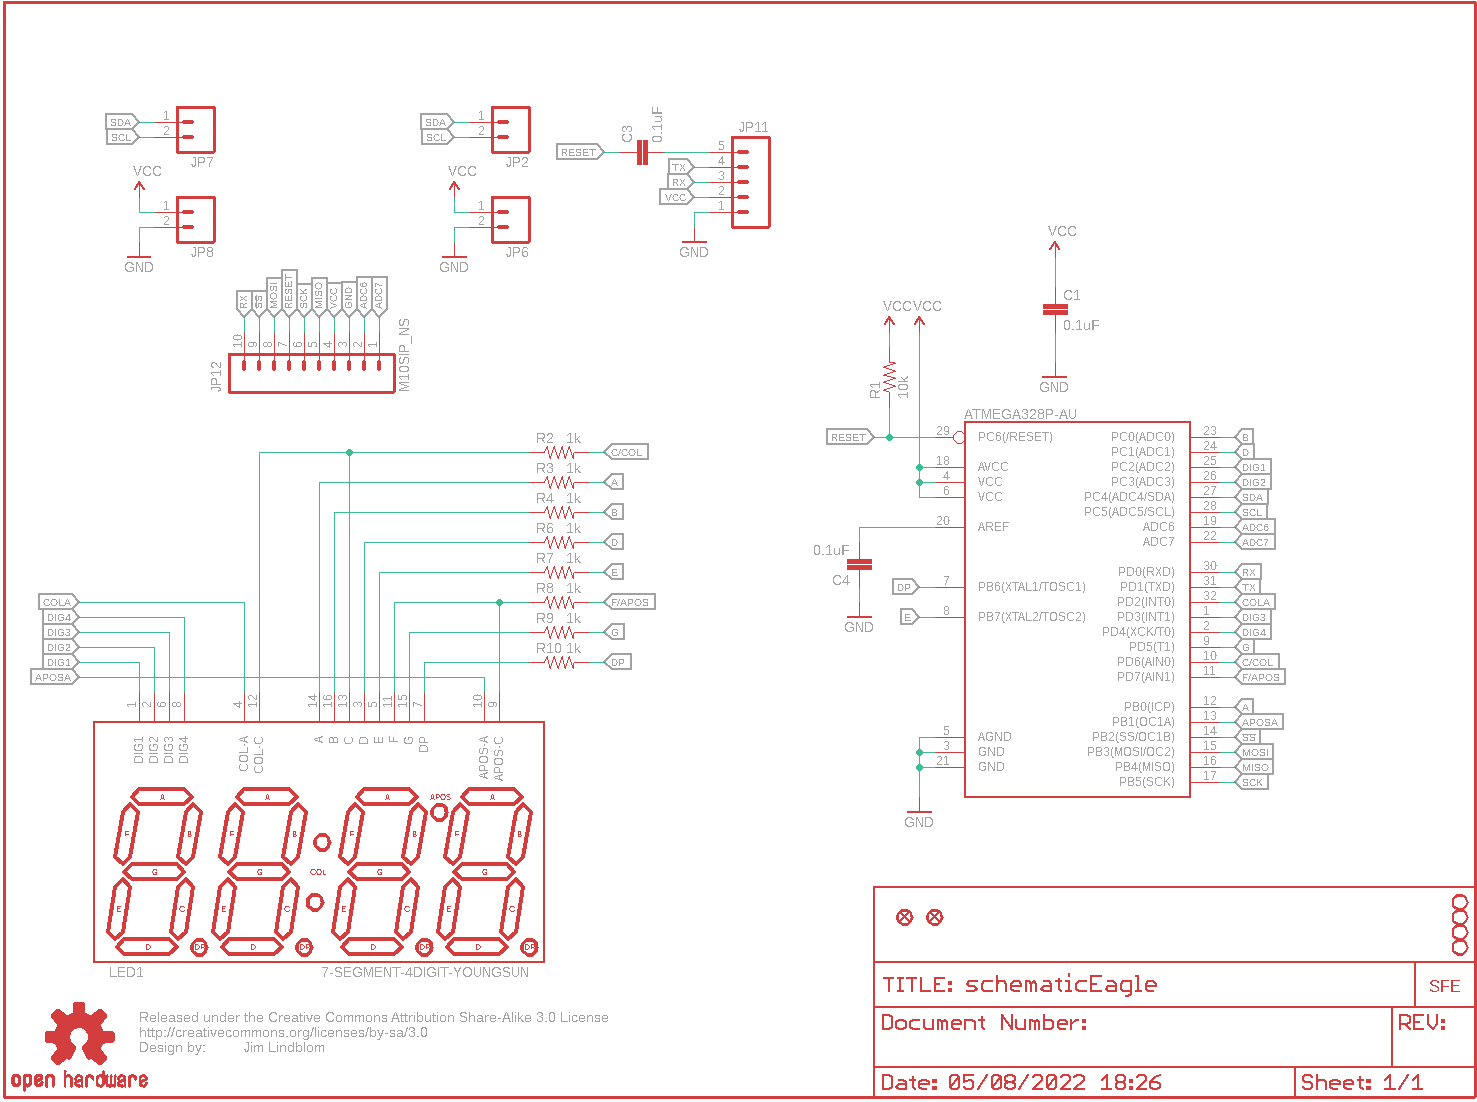 SDA 1
SCL 2
JP7
VCC
1
2
JP8
GND
SDA 1
SCL 2
JP2
VCC
1
2
JP6
GND
RESET
C3
0.1uF
JP11
5
TX 4
RX 3
VCC 2
1
GND
RX SS MOSI RESET SCK MISO VCC GND ADC6 ADC7
10 9 8 7 6 5 4 3 2 1
JP12
M10SIP_NS
VCC
C1
0.1uF
GND
VCC VCC
R1
10k
ATMEGA328P-AU
RESET 29 PC6(/RESET)
18 AVCC
4 VCC
6 VCC
20 AREF
0.1uF
C4
GND
DP 7 PB6(XTAL1/TOSC1)
E 8 PB7(XTAL2/TOSC2)
5 AGND
3 GND
21 GND
GND
PC0(ADC0) 23 B
PC1(ADC1) 24 D
PC2(ADC2) 25 DIG1
PC3(ADC3) 26 DIG2
PC4(ADC4/SDA) 27 SDA
PC5(ADC5/SCL) 28 SCL
ADC6 19 ADC6
ADC7 22 ADC7
PD0(RXD) 30 RX
PD1(TXD) 31 TX
PD2(INT0) 32 COLA
PD3(INT1) 1 DIG3
PD4(XCK/T0) 2 DIG4
PD5(T1) 9 G
PD6(AIN0) 10 C/COL
PD7(AIN1) 11 F/APOS
PB0(ICP) 12 A
PB1(OC1A) 13 APOSA
PB2(SS/OC1B) 14 SS
PB3(MOSI/OC2) 15 MOSI
PB4(MISO) 16 MISO
PB5(SCK) 17 SCK
R2 1k C/COL
R3 1k A
R4 1k B
R6 1k D
R7 1k E
R8 1k F/APOS
R9 1k G
R10 1k DP
COLA
DIG4
DIG3
DIG2
DIG1
APOSA
1 2 6 8 4 12 14 16 13 3 5 11 15 7 10 9
DIG1 DIG2 DIG3 DIG4 COL-A COL-C A B C D E F G DP APOS-A APOS-C
A A A APOS A
F B F B F B F B
G G COL G G
E C E C E C E C
D DP D DP D DP D DP
LED1
7-SEGMENT-4DIGIT-YOUNGSUN
open hardware
Released under the Creative Commons Attribution Share-Alike 3.0 License
http://creativecommons.org/licenses/by-sa/3.0
Design by: Jim Lindblom
TITLE: schematicEagle
SFE
Document Number:
REV:
Date: 05/08/2022 18:26
Sheet: 1/1